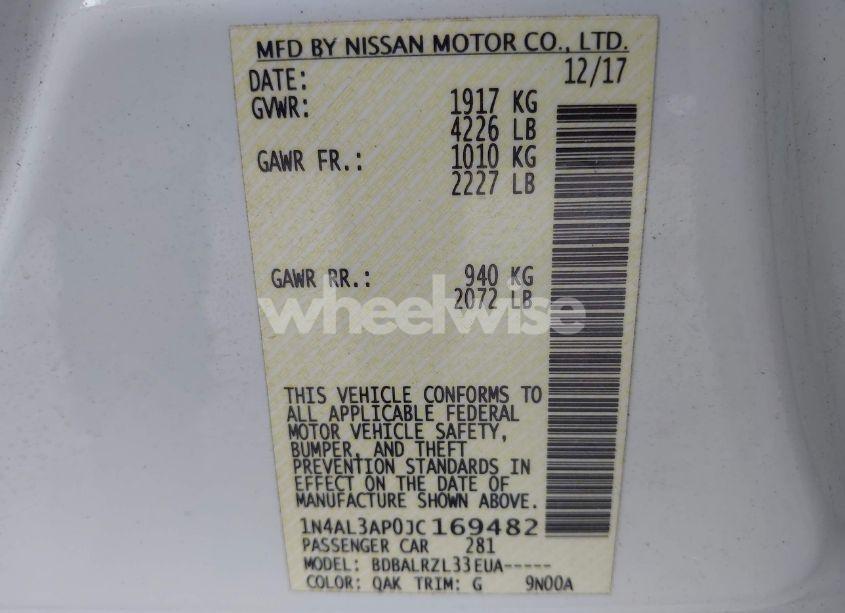 MFD BY NISSAN MOTOR CO., LTD.
DATE: 12/17
GVWR: 1917 KG
4226 LB
GAWR FR.: 1010 KG
2227 LB
GAWR RR.: 940 KG
2072 LB
wheelwise
THIS VEHICLE CONFORMS TO
ALL APPLICABLE FEDERAL
MOTOR VEHICLE SAFETY,
BUMPER, AND THEFT
PREVENTION STANDARDS IN
EFFECT ON THE DATE OF
MANUFACTURE SHOWN ABOVE.
1N4AL3AP0JC169482
PASSENGER CAR 281
MODEL: BDBALRZL33EUA-----
COLOR: QAK TRIM: G 9N00A